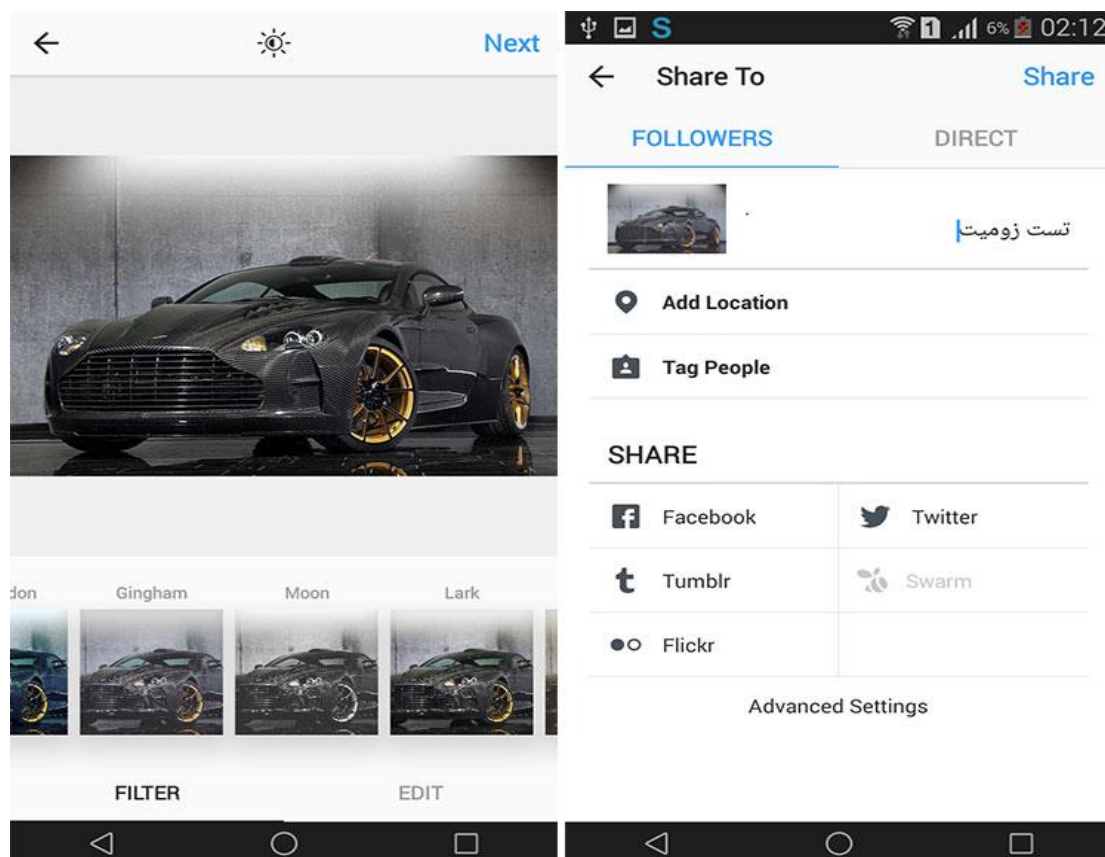 Next
don Gingham Moon Lark
FILTER EDIT
1 6% 02:12
Share To Share
FOLLOWERS DIRECT
تست زومیت
Add Location
Tag People
SHARE
Facebook Twitter
Tumblr Swarm
Flickr
Advanced Settings